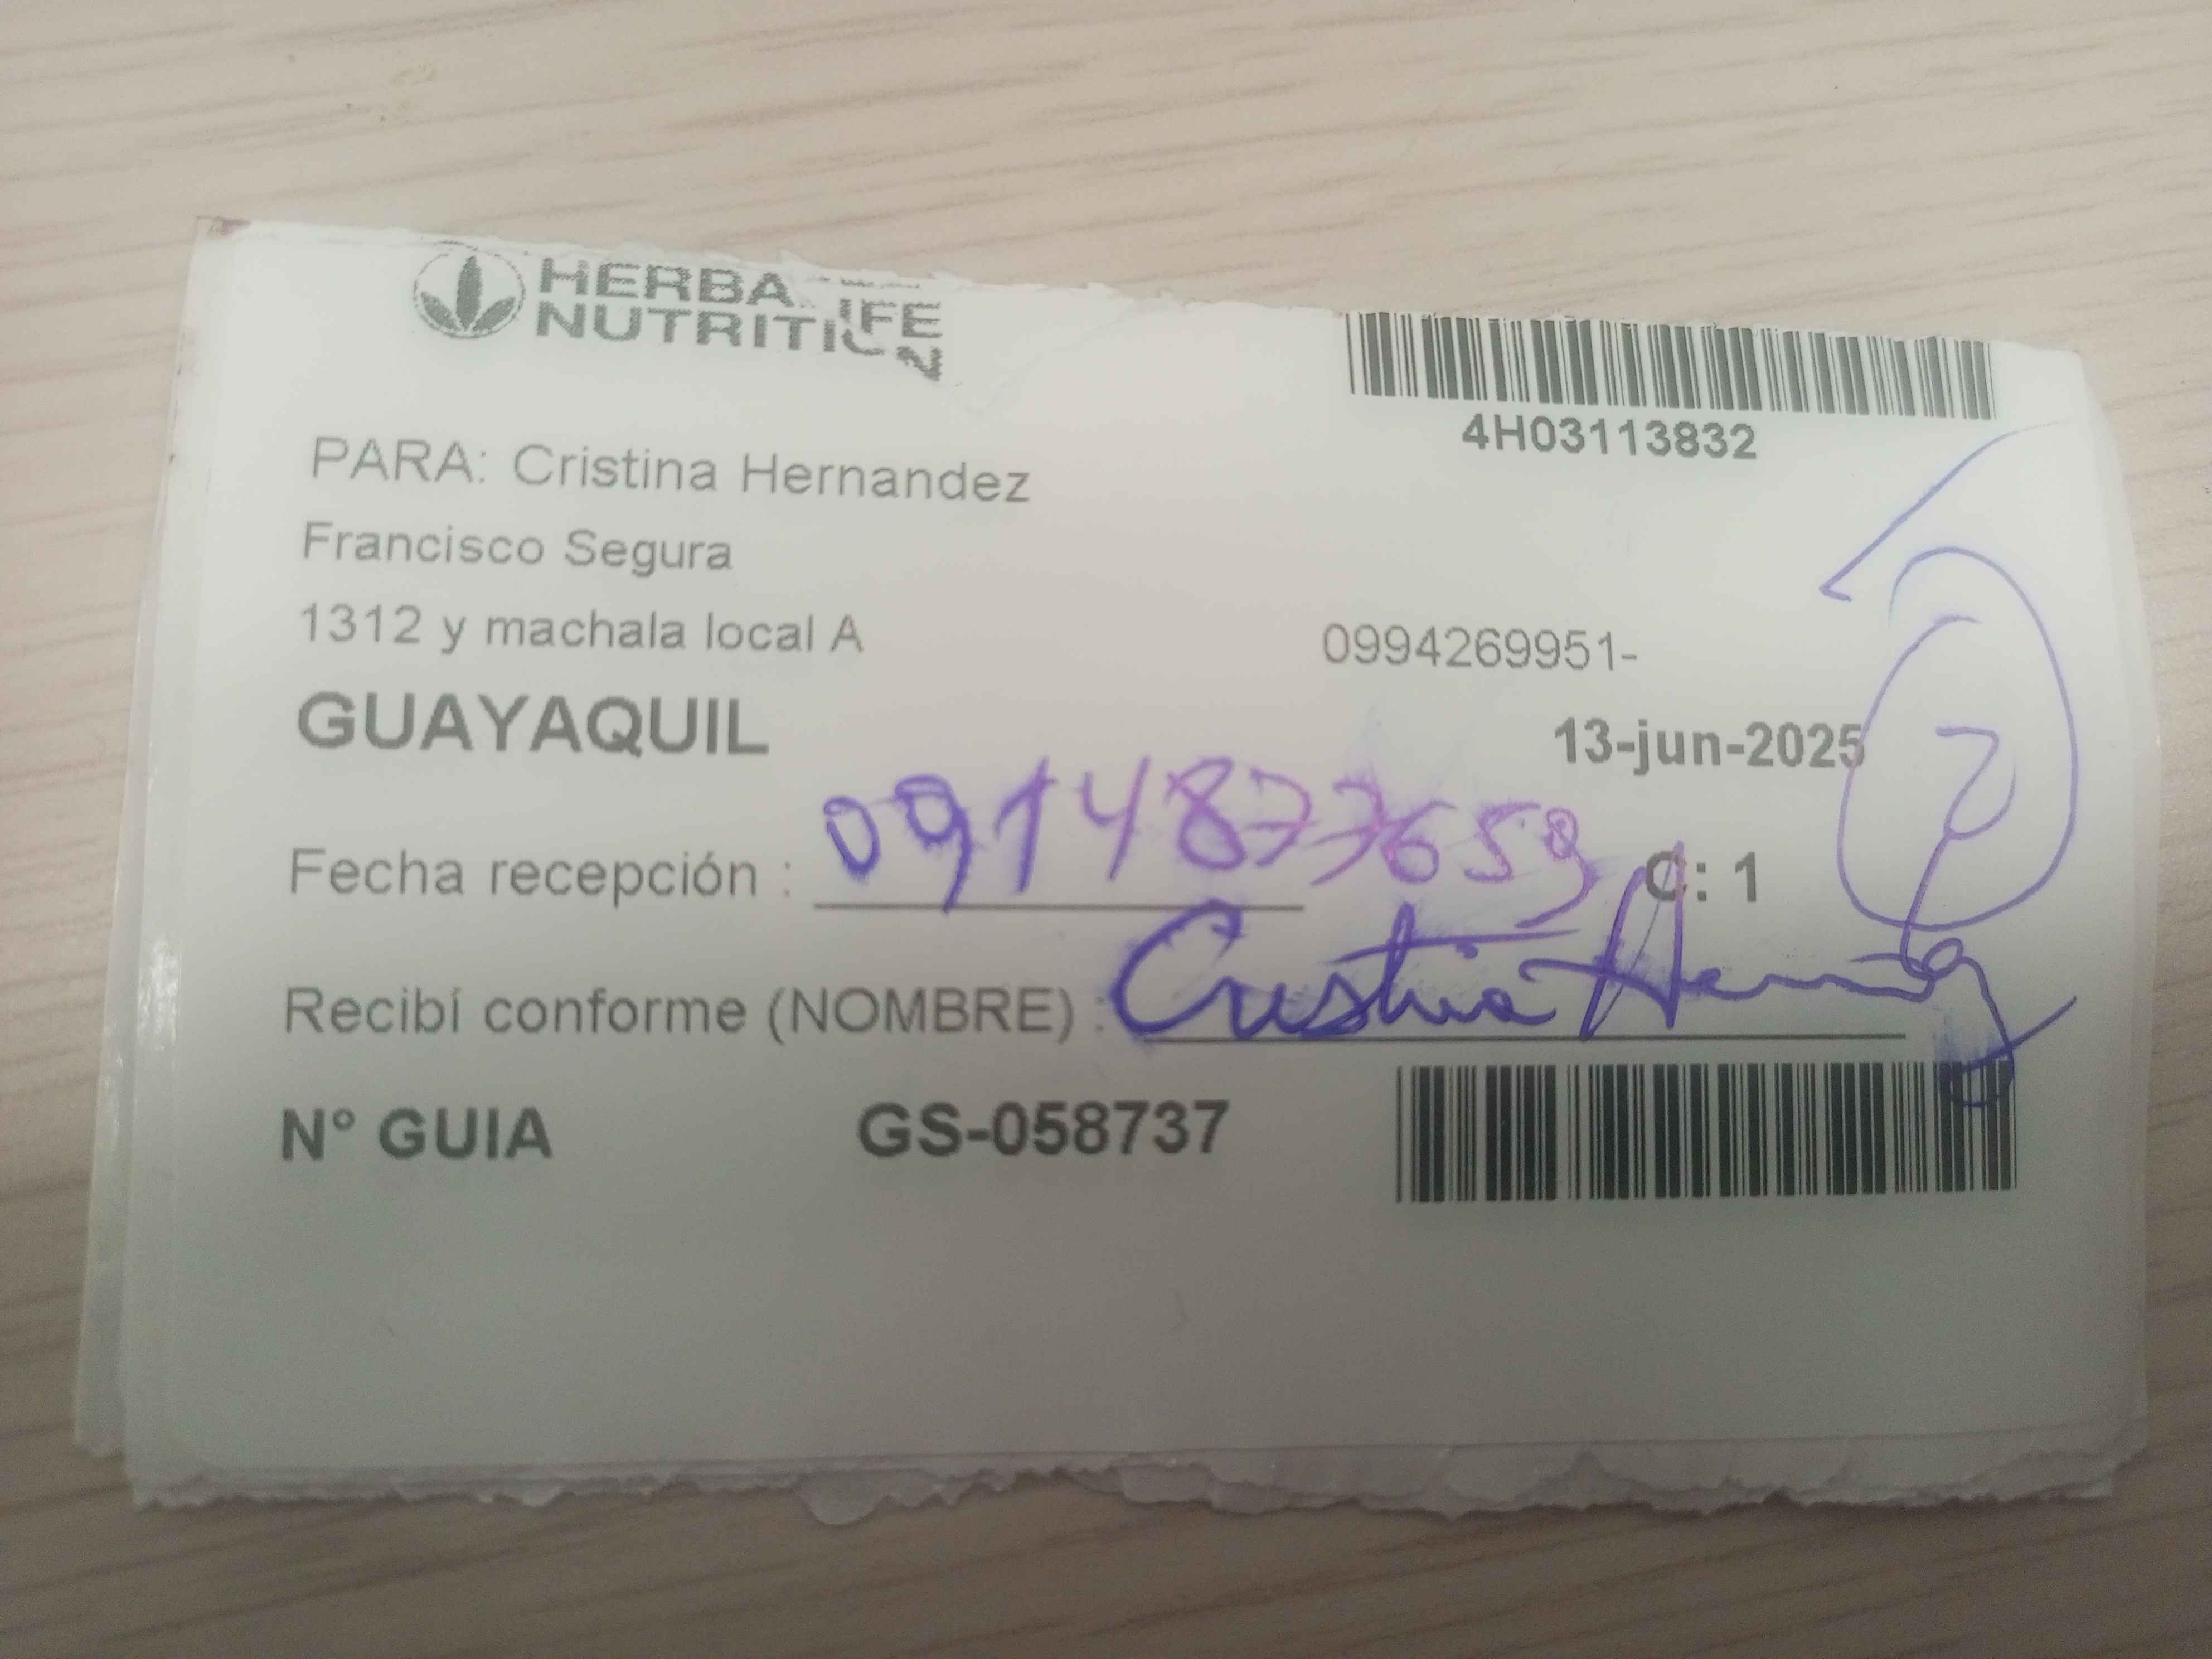 HERBALIFE
NUTRITION
4H03113832
PARA: Cristina Hernandez
Francisco Segura
1312 y machala local A
0994269951-
GUAYAQUIL
13-jun-2025
Fecha recepción : 0914877659
C: 1
Recibí conforme (NOMBRE) : Cristina
N° GUIA GS-058737